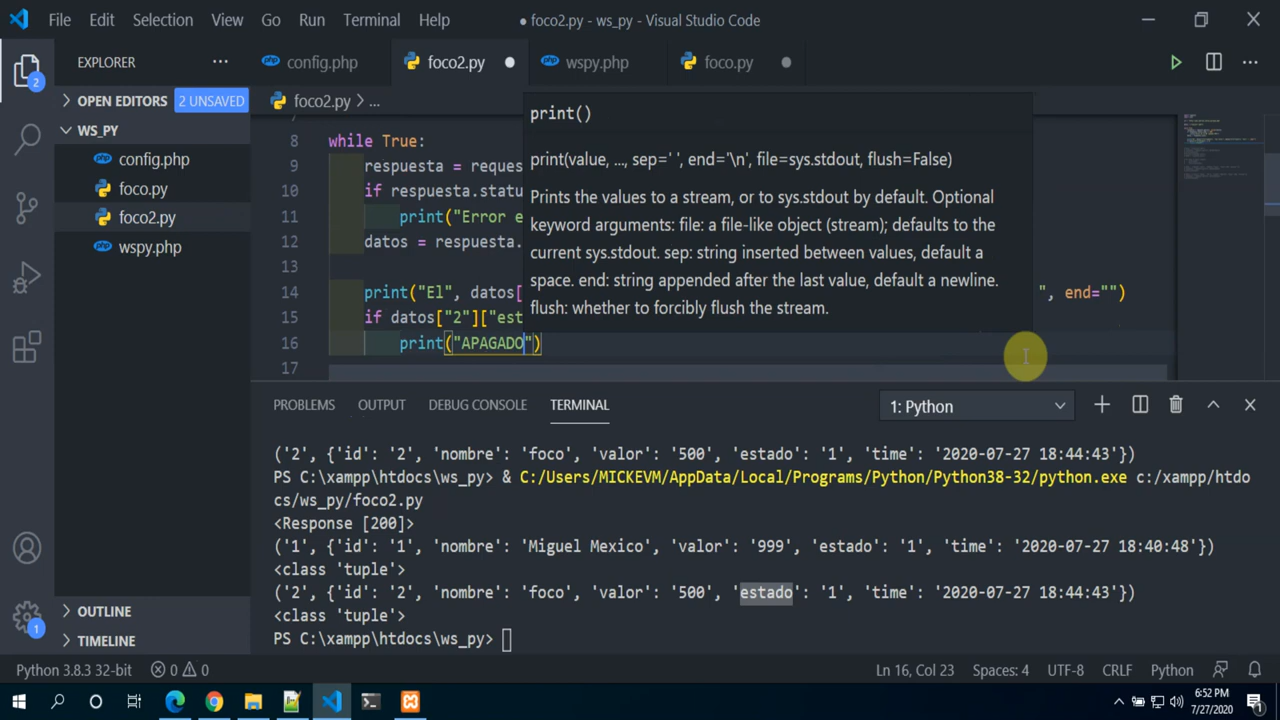 File Edit Selection View Go Run Terminal Help ● foco2.py - ws_py - Visual Studio Code
EXPLORER ···
config.php foco2.py ● wspy.php foco.py ●
OPEN EDITORS 2 UNSAVED
foco2.py > ...
WS_PY
config.php
foco.py
foco2.py
wspy.php
OUTLINE
TIMELINE
2
1
7
8 while True:
9 respuesta = reques
10 if respuesta.statu
11 print("Error e
12 datos = respuesta.
13
14 print("El", datos[ ", end="")
15 if datos["2"]["est
16 print("APAGADO")
17
print()
print(value, ..., sep=' ', end='\n', file=sys.stdout, flush=False)
Prints the values to a stream, or to sys.stdout by default. Optional
keyword arguments: file: a file-like object (stream); defaults to the
current sys.stdout. sep: string inserted between values, default a
space. end: string appended after the last value, default a newline.
flush: whether to forcibly flush the stream.
PROBLEMS OUTPUT DEBUG CONSOLE TERMINAL 1: Python
('2', {'id': '2', 'nombre': 'foco', 'valor': '500', 'estado': '1', 'time': '2020-07-27 18:44:43'})
PS C:\xampp\htdocs\ws_py> & C:/Users/MICKEVM/AppData/Local/Programs/Python/Python38-32/python.exe c:/xampp/htdo
cs/ws_py/foco2.py
<Response [200]>
('1', {'id': '1', 'nombre': 'Miguel Mexico', 'valor': '999', 'estado': '1', 'time': '2020-07-27 18:40:48'})
<class 'tuple'>
('2', {'id': '2', 'nombre': 'foco', 'valor': '500', 'estado': '1', 'time': '2020-07-27 18:44:43'})
<class 'tuple'>
PS C:\xampp\htdocs\ws_py>
Python 3.8.3 32-bit 0 0 Ln 16, Col 23 Spaces: 4 UTF-8 CRLF Python
6:52 PM
7/27/2020
1